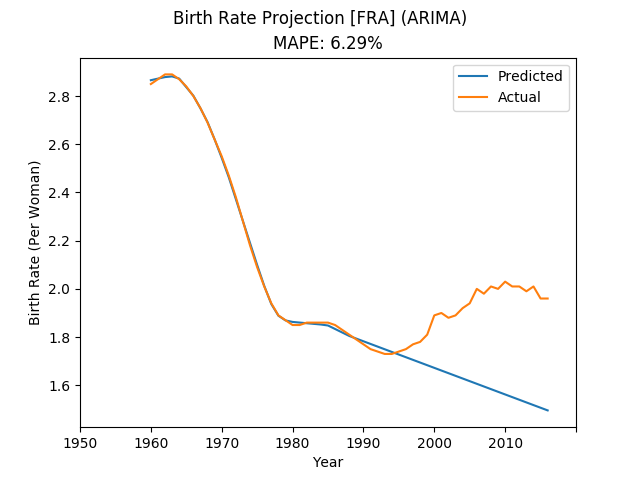 Birth Rate Projection [FRA] (ARIMA)
MAPE: 6.29%
Predicted
Actual
Birth Rate (Per Woman)
2.8
2.6
2.4
2.2
2.0
1.8
1.6
1950 1960 1970 1980 1990 2000 2010
Year